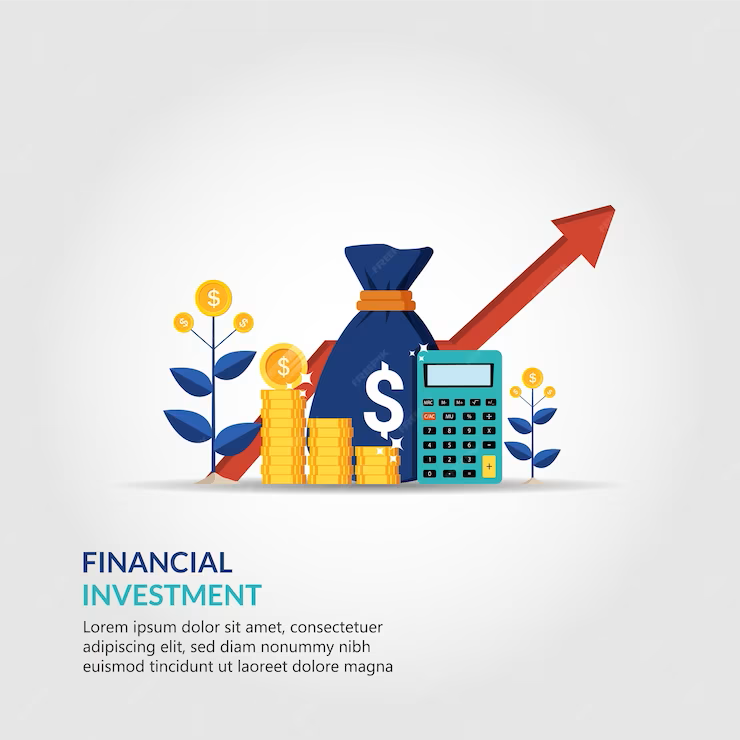 $
$ $
$
$
$
$ $
MRC M- M+ √
C/AC MU % ÷
7 8 9 X
4 5 6 -
1 2 3
0 · = +
FINANCIAL
INVESTMENT
Lorem ipsum dolor sit amet, consectetuer
adipiscing elit, sed diam nonummy nibh
euismod tincidunt ut laoreet dolore magna